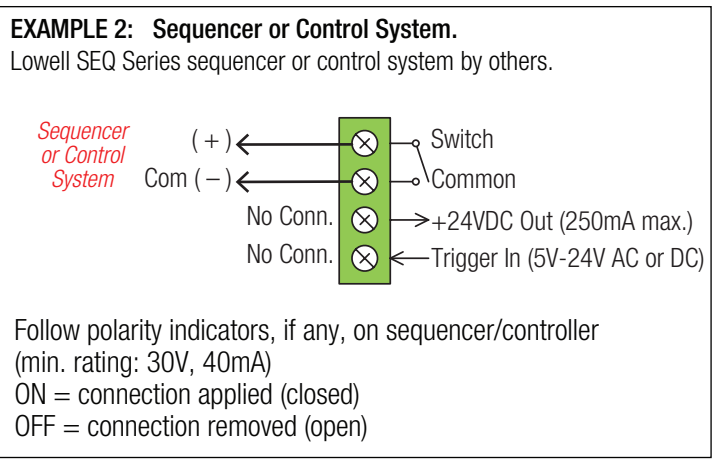 EXAMPLE 2: Sequencer or Control System.
Lowell SEQ Series sequencer or control system by others.
Sequencer
or Control
System
(+)
Switch
Com (−)
Common
No Conn.
+24VDC Out (250mA max.)
No Conn.
Trigger In (5V-24V AC or DC)
Follow polarity indicators, if any, on sequencer/controller
(min. rating: 30V, 40mA)
ON = connection applied (closed)
OFF = connection removed (open)